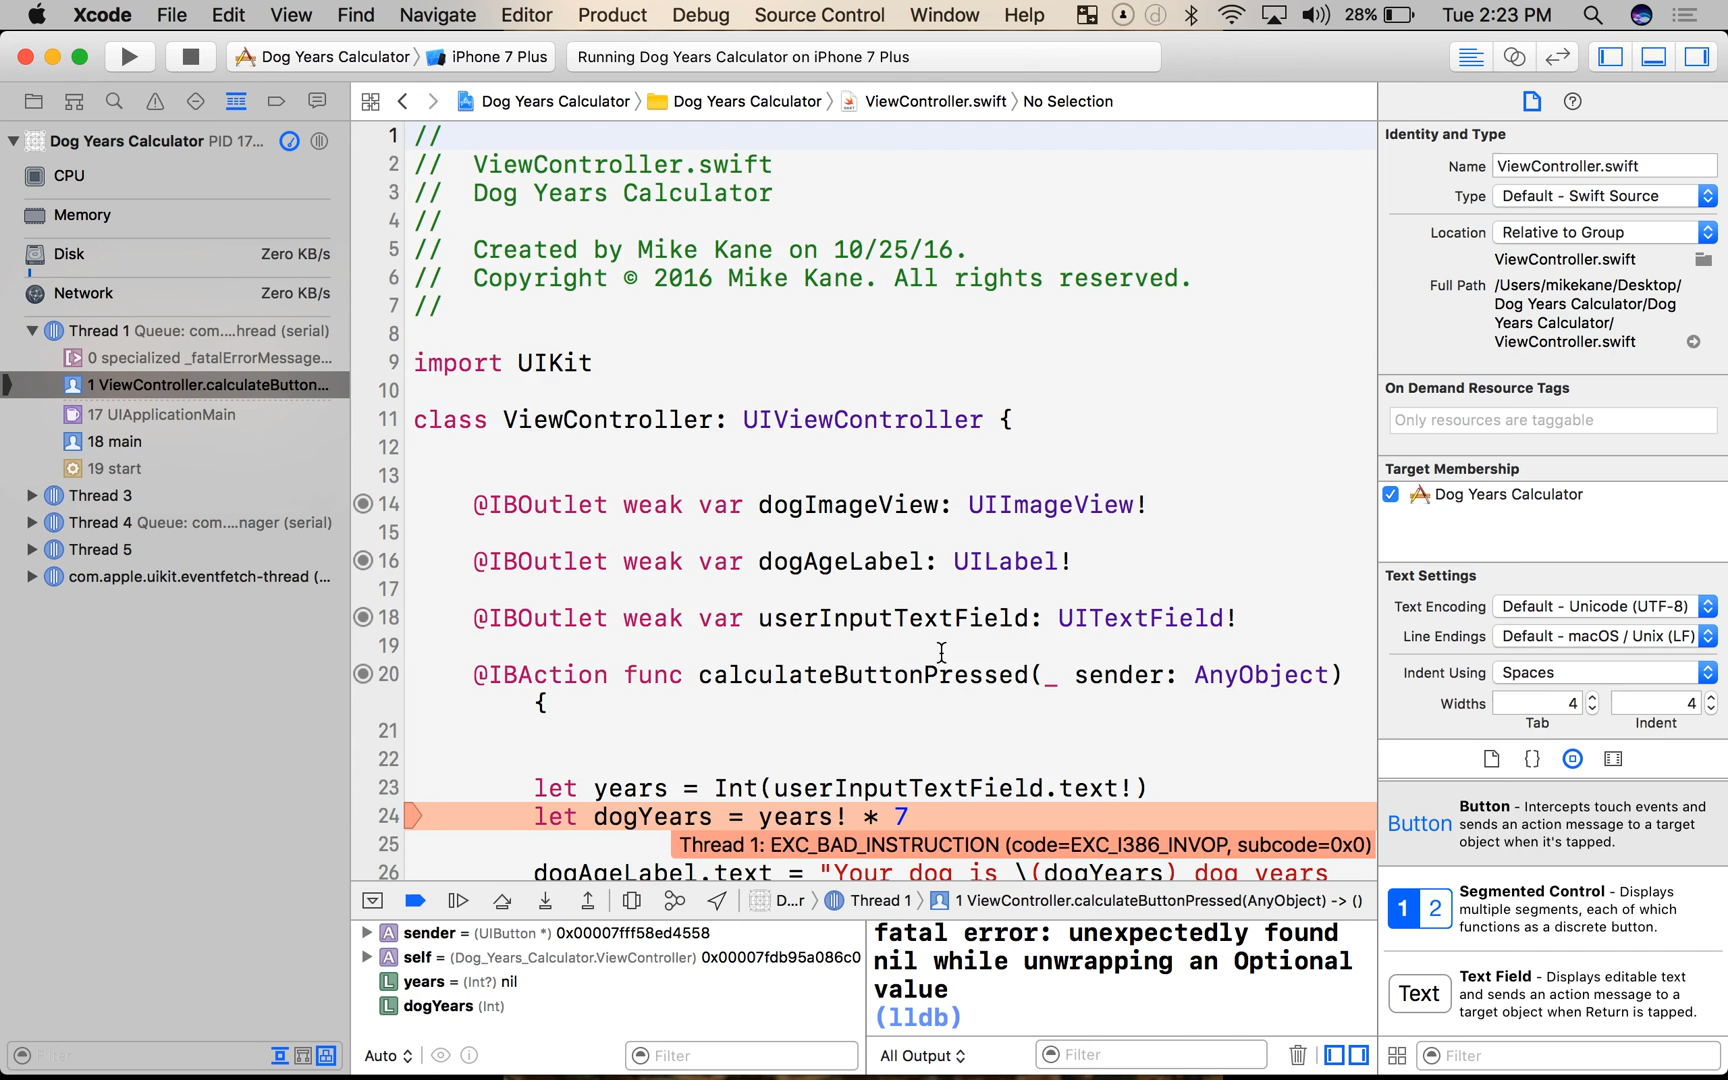 Xcode File Edit View Find Navigate Editor Product Debug Source Control Window Help 28% Tue 2:23 PM
Dog Years Calculator iPhone 7 Plus Running Dog Years Calculator on iPhone 7 Plus
Dog Years Calculator Dog Years Calculator ViewController.swift No Selection
Dog Years Calculator PID 17...
CPU
Memory
Disk Zero KB/s
Network Zero KB/s
Thread 1 Queue: com....hread (serial)
0 specialized _fatalErrorMessage...
1 ViewController.calculateButton...
17 UIApplicationMain
18 main
19 start
Thread 3
Thread 4 Queue: com....nager (serial)
Thread 5
com.apple.uikit.eventfetch-thread (...
Filter
1 //
2 // ViewController.swift
3 // Dog Years Calculator
4 //
5 // Created by Mike Kane on 10/25/16.
6 // Copyright © 2016 Mike Kane. All rights reserved.
7 //
8
9 import UIKit
10
11 class ViewController: UIViewController {
12
13
14 @IBOutlet weak var dogImageView: UIImageView!
15
16 @IBOutlet weak var dogAgeLabel: UILabel!
17
18 @IBOutlet weak var userInputTextField: UITextField!
19
20 @IBAction func calculateButtonPressed(_ sender: AnyObject)
{
21
22
23 let years = Int(userInputTextField.text!)
24 let dogYears = years! * 7
25 Thread 1: EXC_BAD_INSTRUCTION (code=EXC_I386_INVOP, subcode=0x0)
26 dogAgeLabel.text = "Your dog is \(dogYears) dog years
D...r Thread 1 1 ViewController.calculateButtonPressed(AnyObject) -> ()
sender = (UIButton *) 0x00007fff58ed4558
self = (Dog_Years_Calculator.ViewController) 0x00007fdb95a086c0
years = (Int?) nil
dogYears (Int)
Auto Filter
fatal error: unexpectedly found
nil while unwrapping an Optional
value
(lldb)
All Output Filter
Identity and Type
Name ViewController.swift
Type Default - Swift Source
Location Relative to Group
ViewController.swift
Full Path /Users/mikekane/Desktop/
Dog Years Calculator/Dog
Years Calculator/
ViewController.swift
On Demand Resource Tags
Only resources are taggable
Target Membership
Dog Years Calculator
Text Settings
Text Encoding Default - Unicode (UTF-8)
Line Endings Default - macOS / Unix (LF)
Indent Using Spaces
Widths 4 4
Tab Indent
Button
Button - Intercepts touch events and
sends an action message to a target
object when it's tapped.
1 2
Segmented Control - Displays
multiple segments, each of which
functions as a discrete button.
Text
Text Field - Displays editable text
and sends an action message to a
target object when Return is tapped.
Filter